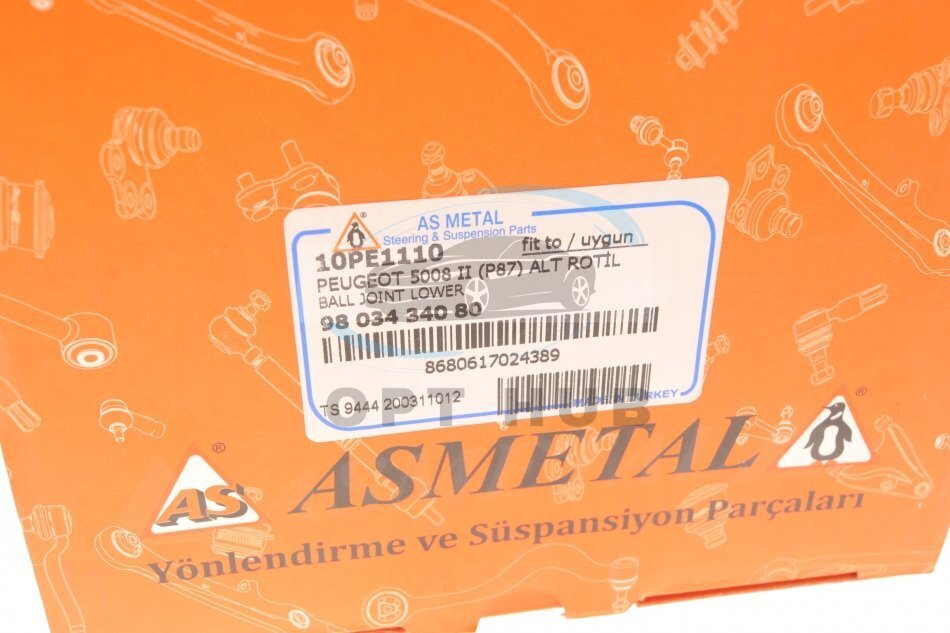 AS METAL
Steering & Suspension Parts
10PE1110
fit to / uygun
PEUGEOT 5008 II (P87) ALT ROTİL
BALL JOINT LOWER
98 034 340 80
8680617024389
TS 9444 200311012
MADE IN TURKEY
OPT HUB
AS ® ASMETAL ®
Yönlendirme ve Süspansiyon Parçaları